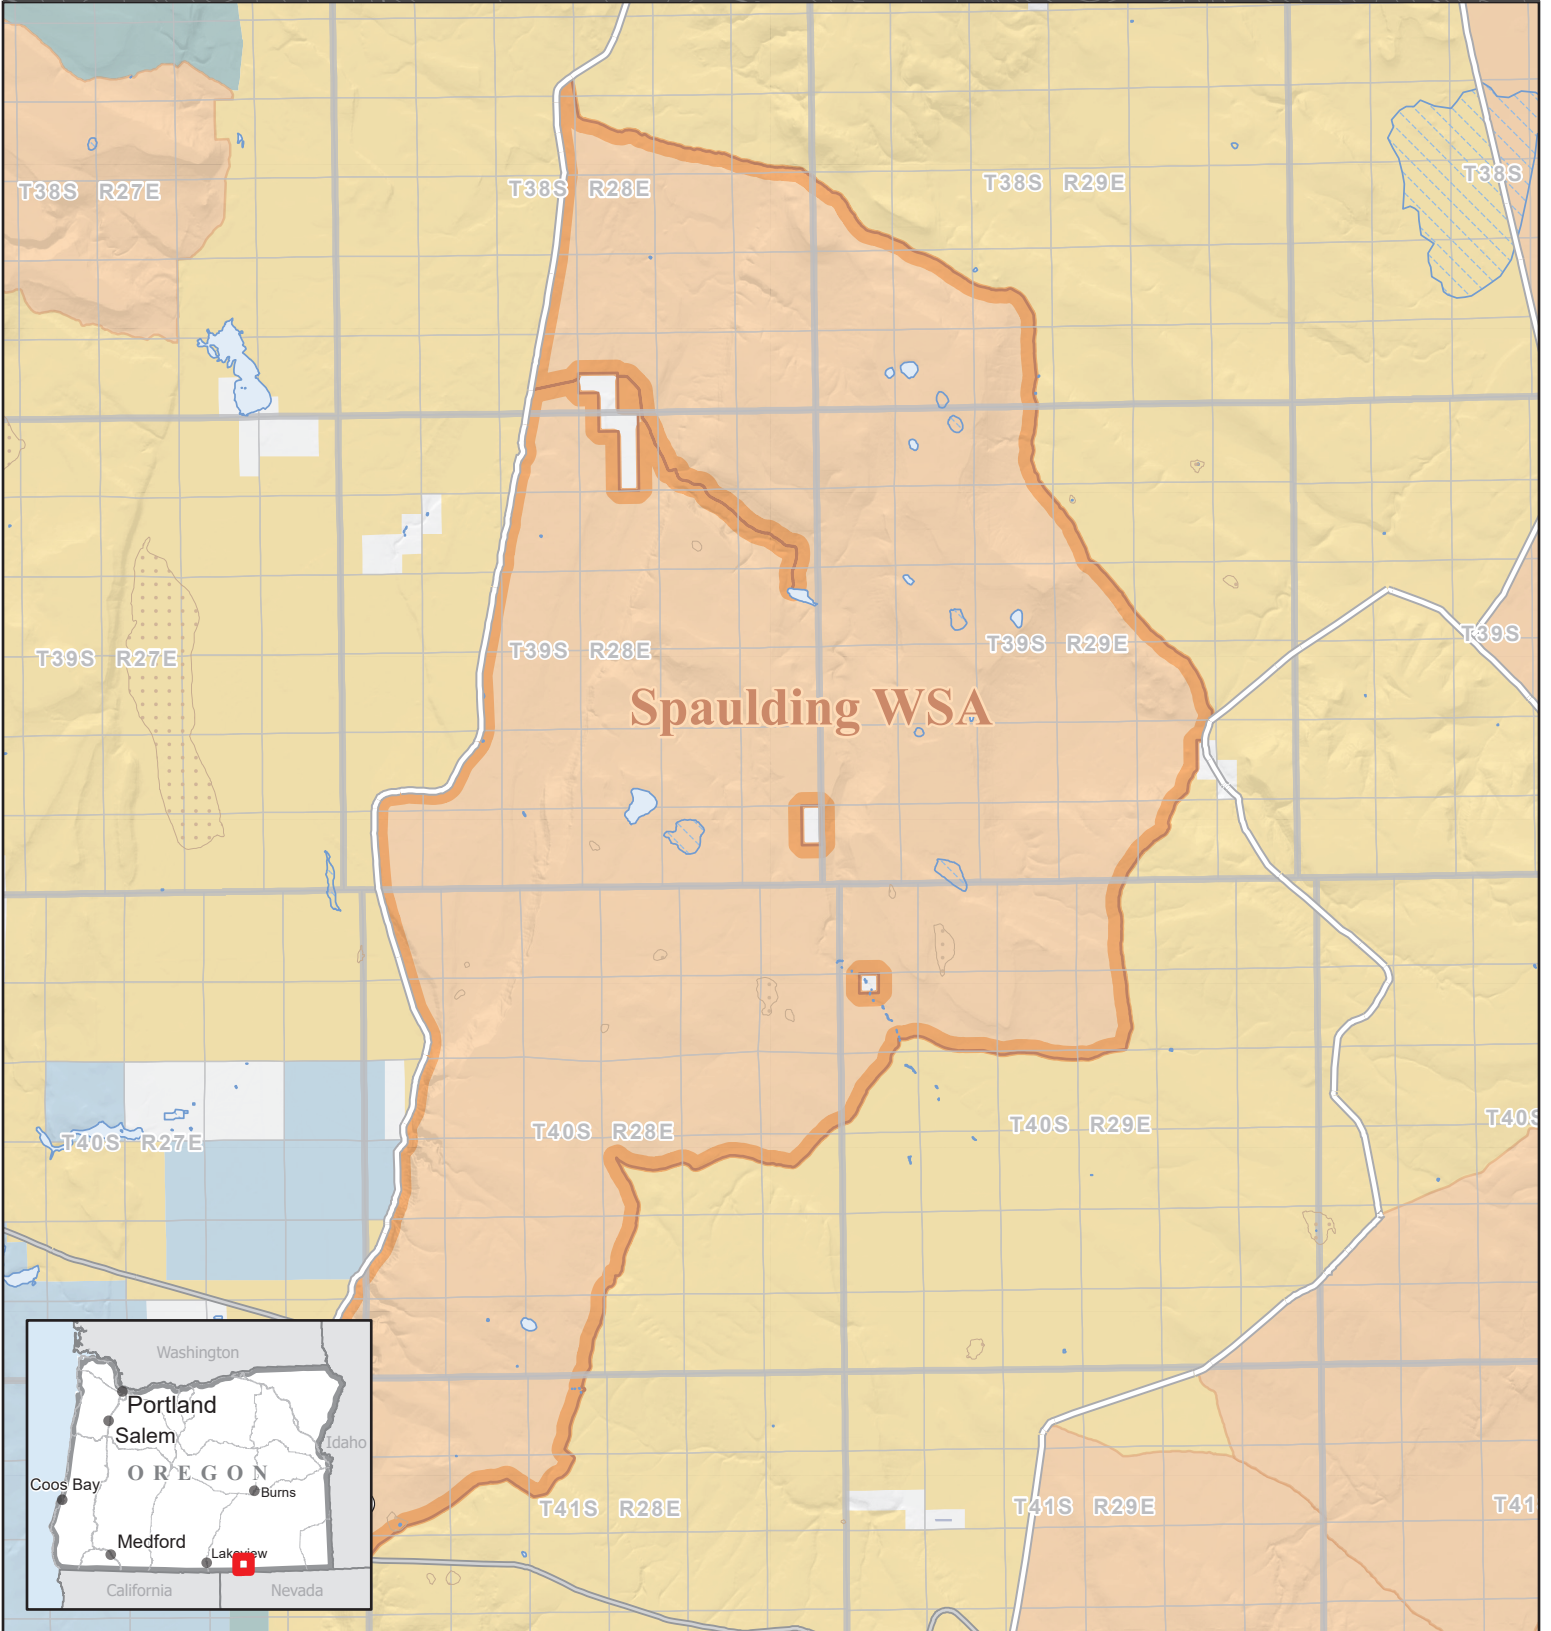 T38S R27E
T38S R28E
T38S R29E
T38S
T39S R27E
T39S R28E
T39S R29E
T39S
Spaulding WSA
T40S R27E
T40S R28E
T40S R29E
T40S
T41S R28E
T41S R29E
T41
Washington
Portland
Salem
Idaho
OREGON
Coos Bay
Burns
Medford
Lakeview
California
Nevada